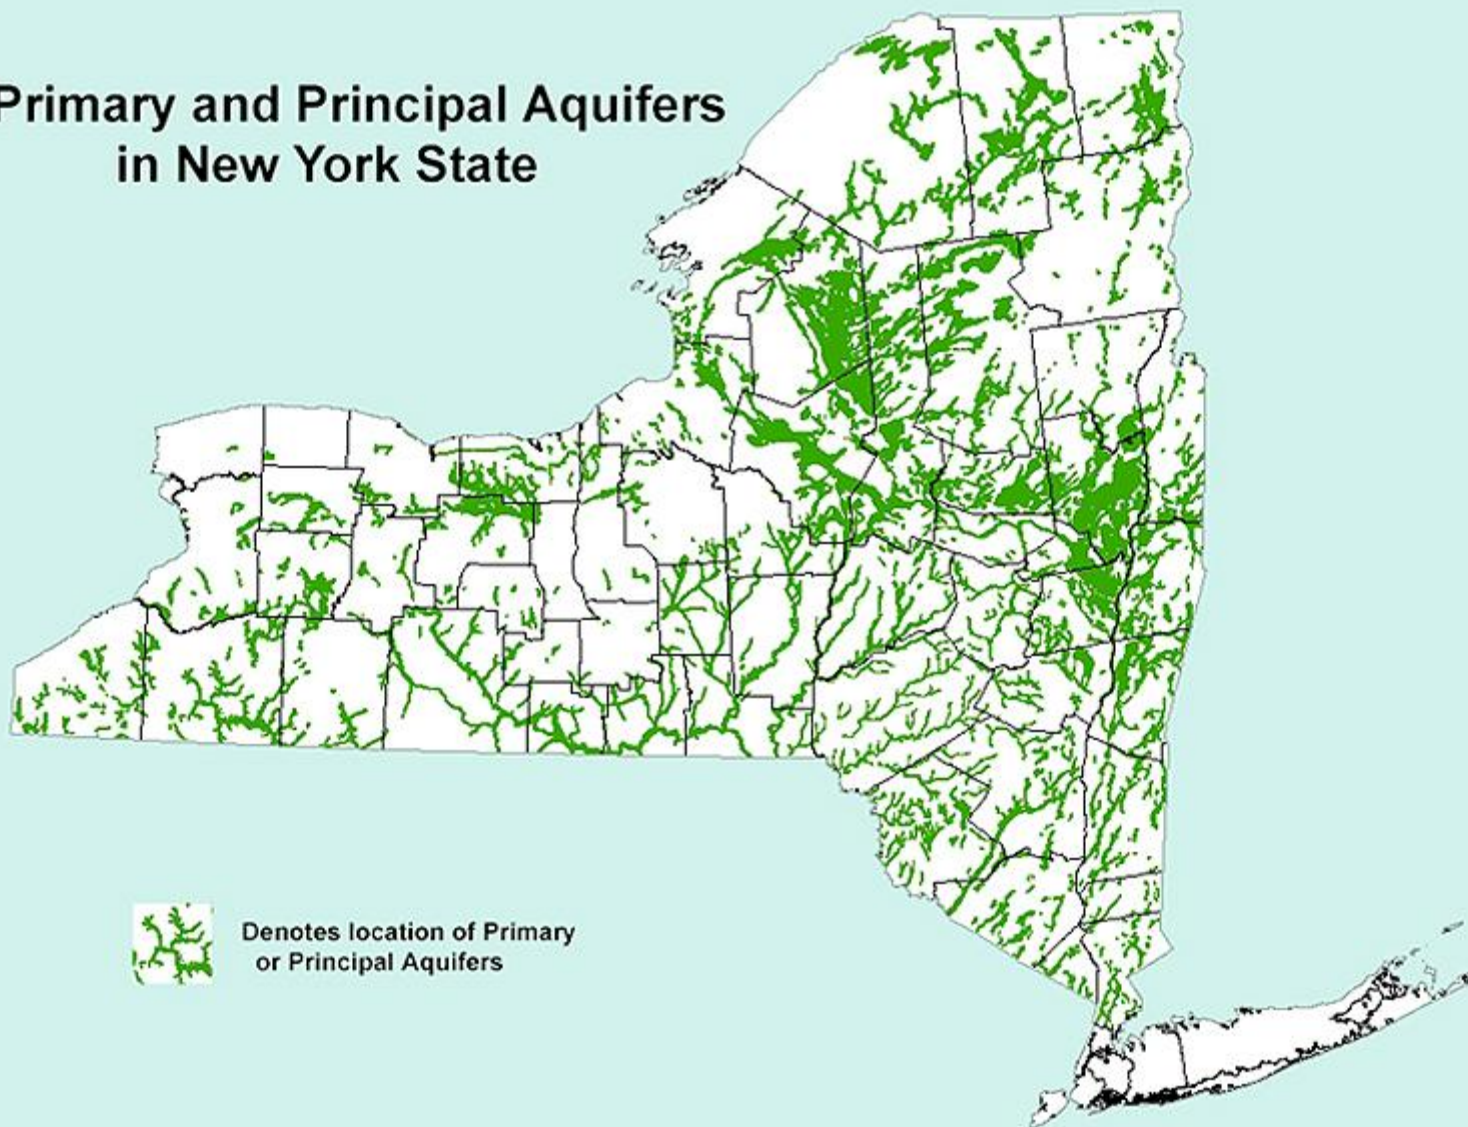 Primary and Principal Aquifers
in New York State
Denotes location of Primary
or Principal Aquifers